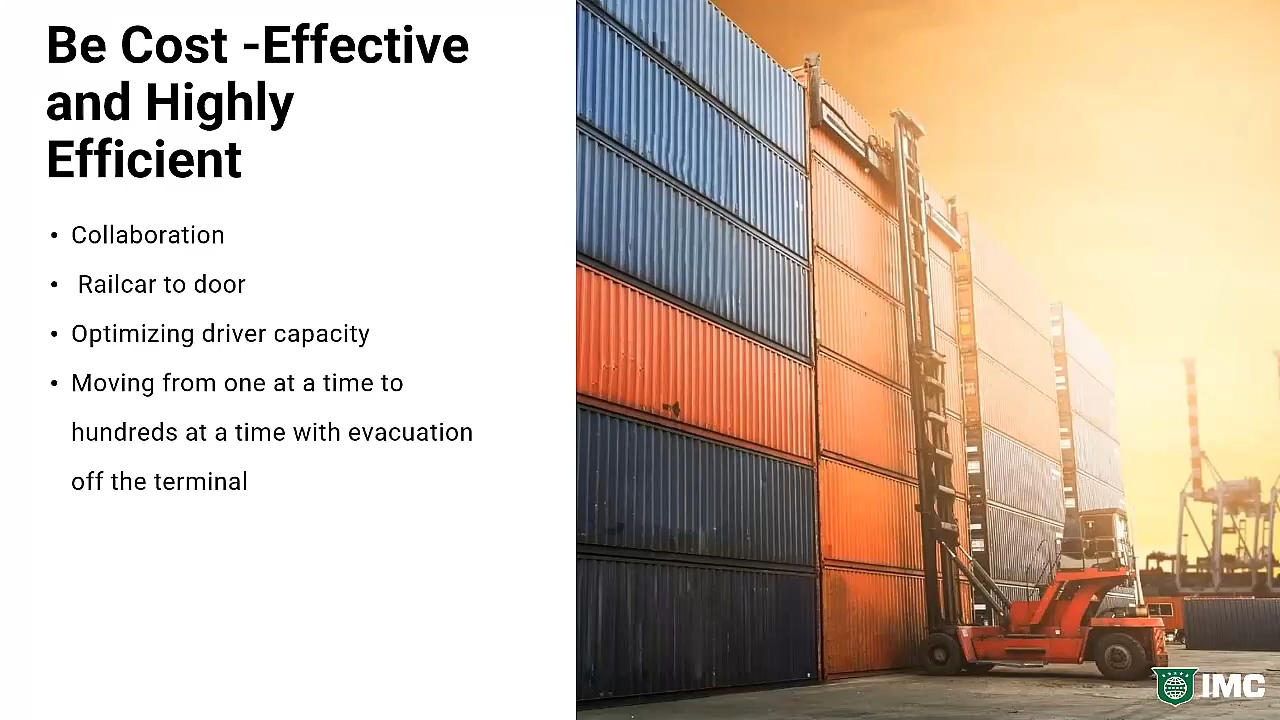 Be Cost -Effective
and Highly
Efficient
• Collaboration
• Railcar to door
• Optimizing driver capacity
• Moving from one at a time to
hundreds at a time with evacuation
off the terminal
IMC